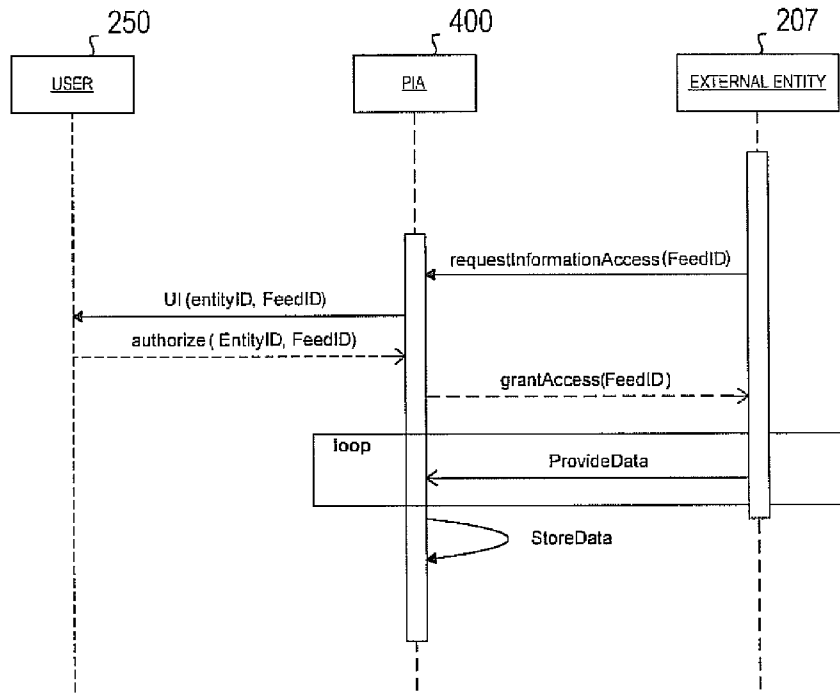 250
400
207
USER
PIA
EXTERNAL ENTITY
requestInformationAccess(FeedID)
UI (entityID, FeedID)
authorize ( EntityID, FeedID)
grantAccess(FeedID)
loop
ProvideData
StoreData